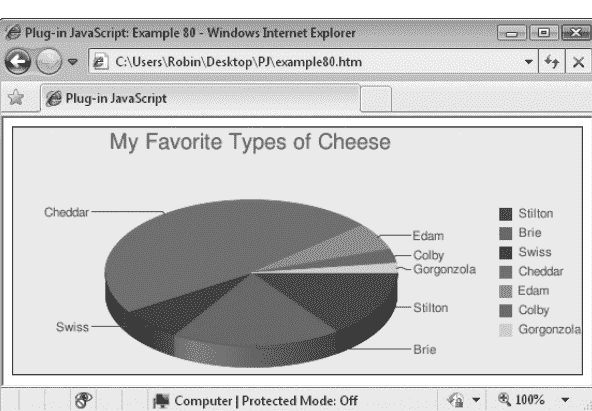 Plug-in JavaScript: Example 80 - Windows Internet Explorer
C:\Users\Robin\Desktop\PJ\example80.htm
Plug-in JavaScript
My Favorite Types of Cheese
Cheddar
Edam
Colby
Gorgonzola
Stilton
Brie
Swiss
Stilton
Brie
Swiss
Cheddar
Edam
Colby
Gorgonzola
Computer | Protected Mode: Off
100%